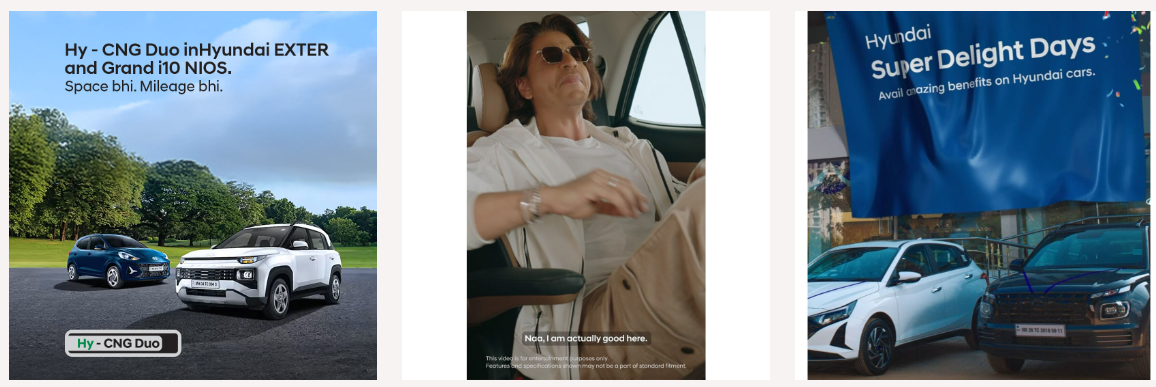 Hy - CNG Duo inHyundai EXTER
and Grand i10 NIOS.
Space bhi. Mileage bhi.
Hy - CNG Duo
Naa, I am actually good here.
This video is for entertainment purposes only.
Features and specifications shown may not be a part of standard fitment.
Hyundai
Super Delight Days
Avail amazing benefits on Hyundai cars.